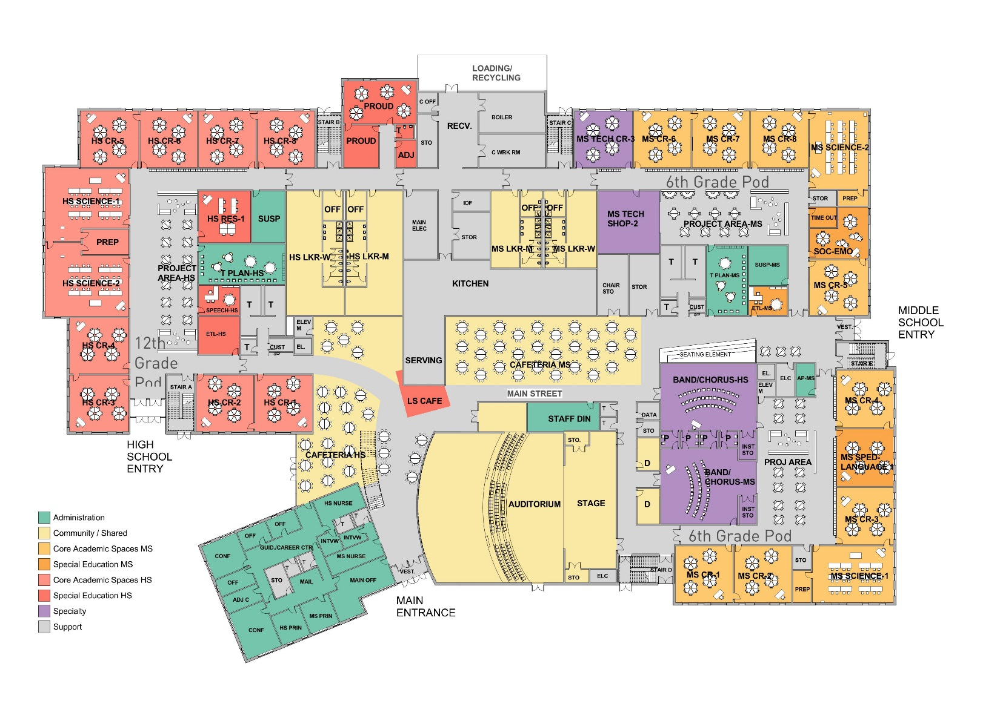 LOADING/
RECYCLING
PROUD
C OFF
BOILER
RECV.
STAIR B
STAIR C
T
PROUD
STO
ADJ
C WRK RM
HS CR-5
HS CR-6
HS CR-7
HS CR-8
MS TECH CR-3
MS CR-6
MS CR-7
MS CR-8
MS SCIENCE-2
6th Grade Pod
HS SCIENCE-1
HS RES-1
SUSP
OFF
OFF
MAIN
ELEC
IDF
STOR
OFF
OFF
MS TECH
SHOP-2
PROJECT AREA-MS
STOR
PREP
TIME OUT
SOC-EMO
PREP
HS LKR-W
HS LKR-M
MS LKR-M
MS LKR-W
PROJECT
AREA-HS
T PLAN-HS
T
T
T PLAN-MS
SUSP-MS
HS SCIENCE-2
KITCHEN
CHAIR
STO
STOR
MS CR-5
SPEECH-HS
T
T
T
CUST
ETL-MS
MIDDLE
SCHOOL
ENTRY
ETL-HS
ELEV
M
VEST.
HS CR-4
12th
Grade
Pod
T
CUST
EL.
SERVING
CAFETERIA MS
SEATING ELEMENT
STAIR E
STAIR A
BAND/CHORUS-HS
EL.
ELEV
M
ELC
AP-MS
HS CR-3
HS CR-2
HS CR-1
LS CAFE
MAIN STREET
MS CR-4
STAFF DIN
T
T
DATA
STO
HIGH
SCHOOL
ENTRY
CAFETERIA HS
STO.
P
P
P
P
INST
STO
D
PROJ AREA
MS SPED-
LANGUAGE 1
BAND/
CHORUS-MS
HS NURSE
AUDITORIUM
STAGE
D
INST
STO
MS CR-3
Administration
Community / Shared
Core Academic Spaces MS
Special Education MS
Core Academic Spaces HS
Special Education HS
Specialty
Support
OFF
OFF
T
T
INTVW
INTVW
GUID./CAREER CTR.
CONF
MS NURSE
T
T
OFF
STO
MAIL
MAIN OFF
ADJ C
MS PRIN
HS PRIN
CONF
VEST.
MAIN
ENTRANCE
STO
ELC
STAIR D
6th Grade Pod
MS CR-1
MS CR-2
STO
PREP
MS SCIENCE-1